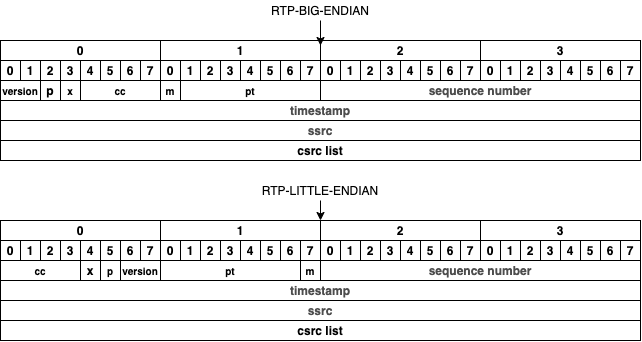 RTP-BIG-ENDIAN
0 1 2 3
0 1 2 3 4 5 6 7 0 1 2 3 4 5 6 7 0 1 2 3 4 5 6 7 0 1 2 3 4 5 6 7
version p x cc m pt sequence number
timestamp
ssrc
csrc list
RTP-LITTLE-ENDIAN
0 1 2 3
0 1 2 3 4 5 6 7 0 1 2 3 4 5 6 7 0 1 2 3 4 5 6 7 0 1 2 3 4 5 6 7
cc x p version pt m sequence number
timestamp
ssrc
csrc list